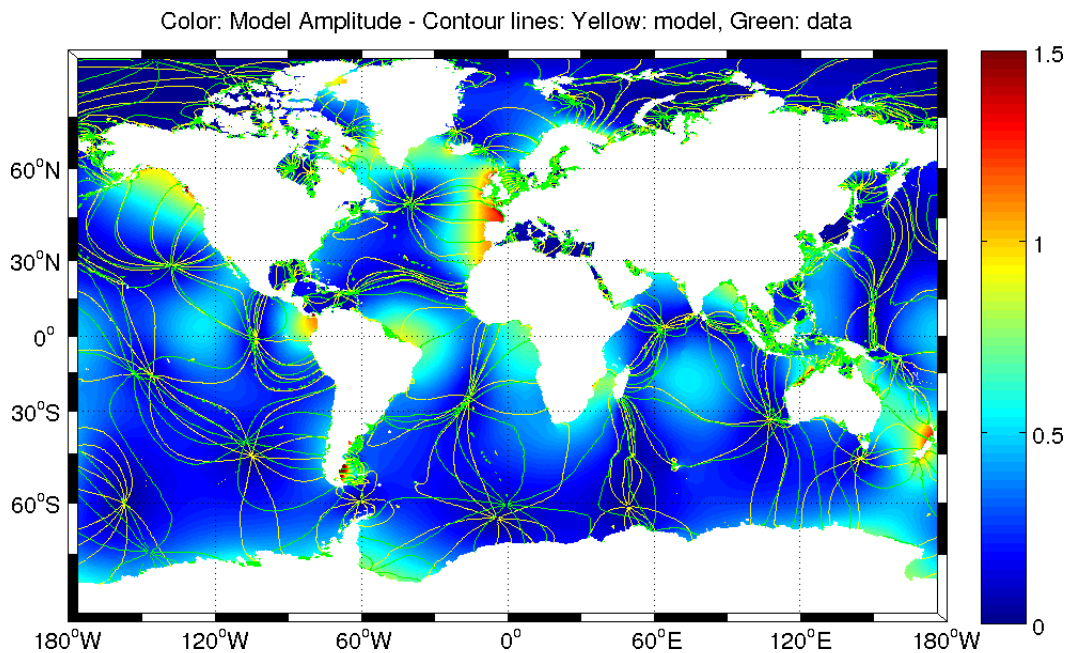 Color: Model Amplitude - Contour lines: Yellow: model, Green: data
1.5
60°N
1
30°N
0°
0.5
30°S
60°S
0
180°W 120°W 60°W 0° 60°E 120°E 180°W